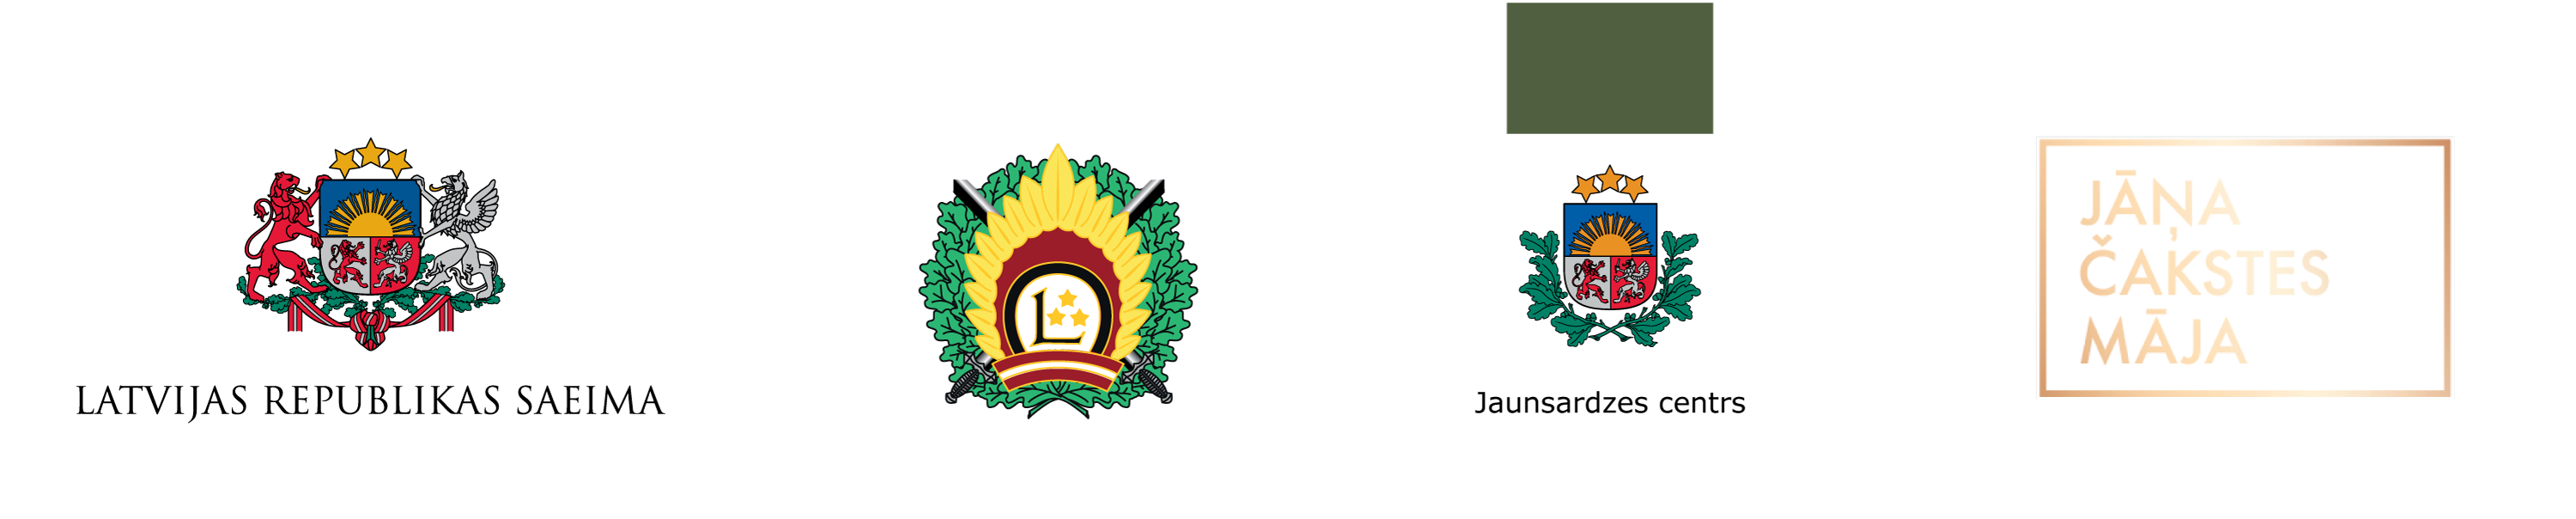 LATVIJAS REPUBLIKAS SAEIMA
L
Jaunsardzes centrs
JĀŅA
ČAKSTES
MĀJA